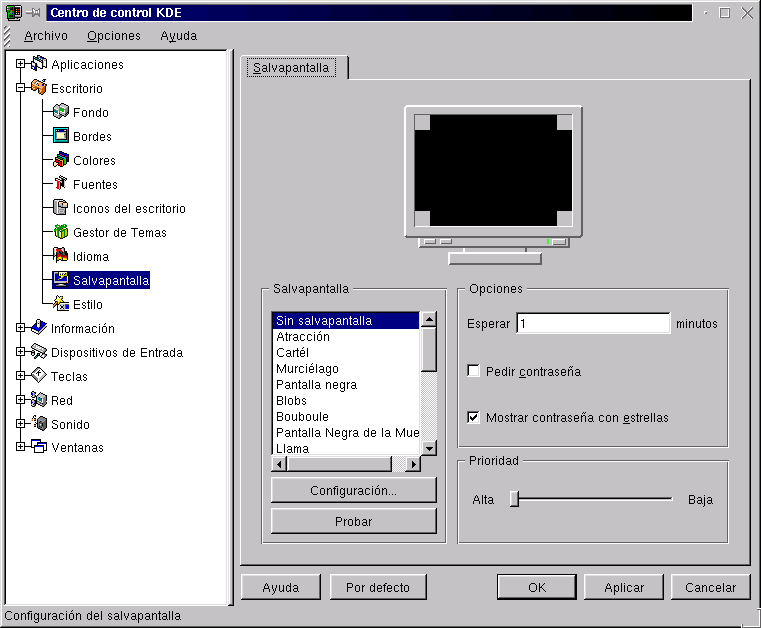 Centro de control KDE
Archivo Opciones Ayuda
Aplicaciones
Escritorio
Fondo
Bordes
Colores
Fuentes
Iconos del escritorio
Gestor de Temas
Idioma
Salvapantalla
Estilo
Información
Dispositivos de Entrada
Teclas
Red
Sonido
Ventanas
Salvapantalla
Salvapantalla
Sin salvapantalla
Atracción
Cartél
Murciélago
Pantalla negra
Blobs
Bouboule
Pantalla Negra de la Mue
Llama
Configuración...
Probar
Opciones
Esperar 1 minutos
Pedir contraseña
Mostrar contraseña con estrellas
Prioridad
Alta Baja
Ayuda Por defecto OK Aplicar Cancelar
Configuración del salvapantalla